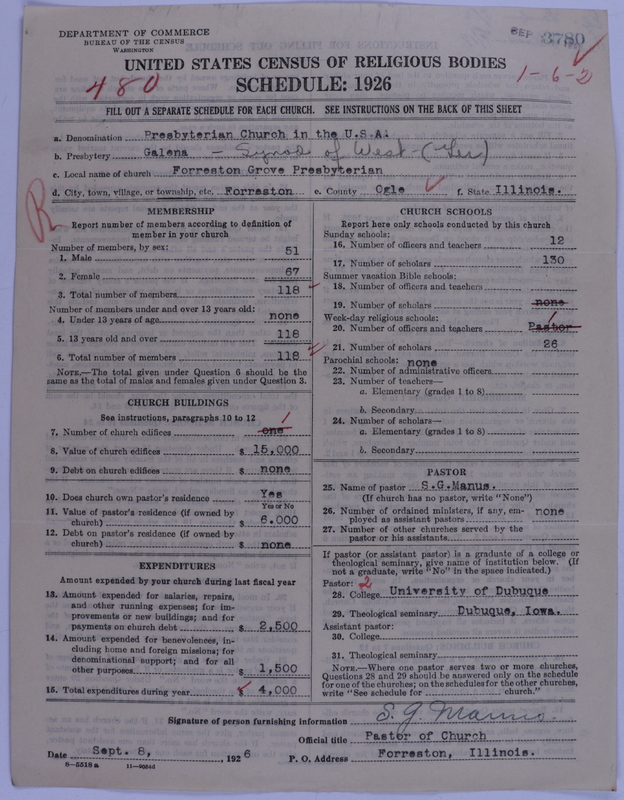 DEPARTMENT OF COMMERCE
BUREAU OF THE CENSUS
WASHINGTON
SEP 3780
UNITED STATES CENSUS OF RELIGIOUS BODIES
480
SCHEDULE: 1926
1-6-2
FILL OUT A SEPARATE SCHEDULE FOR EACH CHURCH. SEE INSTRUCTIONS ON THE BACK OF THIS SHEET
a. Denomination Presbyterian Church in the U.S.A.
b. Presbytery Galena - Synod of West - (Ger)
c. Local name of church Forreston Grove Presbyterian
d. City, town, village, or township, etc. Forreston e. County Ogle f. State Illinois.
R
MEMBERSHIP
Report number of members according to definition of
member in your church
Number of members, by sex:
1. Male 51
2. Female 67
3. Total number of members 118
Number of members under and over 13 years old:
4. Under 13 years of age none
5. 13 years old and over 118
6. Total number of members 118
NOTE.—The total given under Question 6 should be the
same as the total of males and females given under Question 3.
CHURCH BUILDINGS
See instructions, paragraphs 10 to 12
7. Number of church edifices one 1
8. Value of church edifices $ 15,000
9. Debt on church edifices $ none
10. Does church own pastor's residence Yes
Yes or No
11. Value of pastor's residence (if owned by
church) $ 6.000
12. Debt on pastor's residence (if owned by
church) $ none
EXPENDITURES
Amount expended by your church during last fiscal year
13. Amount expended for salaries, repairs,
and other running expenses; for im-
provements or new buildings; and for
payments on church debt $ 2,500
14. Amount expended for benevolences, in-
cluding home and foreign missions; for
denominational support; and for all
other purposes $ 1,500
15. Total expenditures during year $ 4,000
CHURCH SCHOOLS
Report here only schools conducted by this church
Sunday schools:
16. Number of officers and teachers 12
17. Number of scholars 130
Summer vacation Bible schools:
18. Number of officers and teachers
19. Number of scholars none
Week-day religious schools:
20. Number of officers and teachers Pastor 1
21. Number of scholars 26
Parochial schools: none
22. Number of administrative officers
23. Number of teachers—
a. Elementary (grades 1 to 8)
b. Secondary
24. Number of scholars—
a. Elementary (grades 1 to 8)
b. Secondary
PASTOR
25. Name of pastor S.G.Manus.
(If church has no pastor, write "None")
26. Number of ordained ministers, if any, em-
ployed as assistant pastors none
27. Number of other churches served by the
pastor or his assistants
If pastor (or assistant pastor) is a graduate of a college or
theological seminary, give name of institution below. (If
not a graduate, write "No" in the space indicated.)
Pastor: 2
28. College University of Dubuque
29. Theological seminary Dubuque, Iowa.
Assistant pastor:
30. College
31. Theological seminary
NOTE.—Where one pastor serves two or more churches,
Questions 28 and 29 should be answered only on the schedule
for one of the churches; on the schedules for the other churches,
write "See schedule for church."
Signature of person furnishing information S. G. Manus.
Official title Pastor of Church
Date Sept. 8, 1926 P. O. Address Forreston, Illinois.
8-5318a 11-9664d